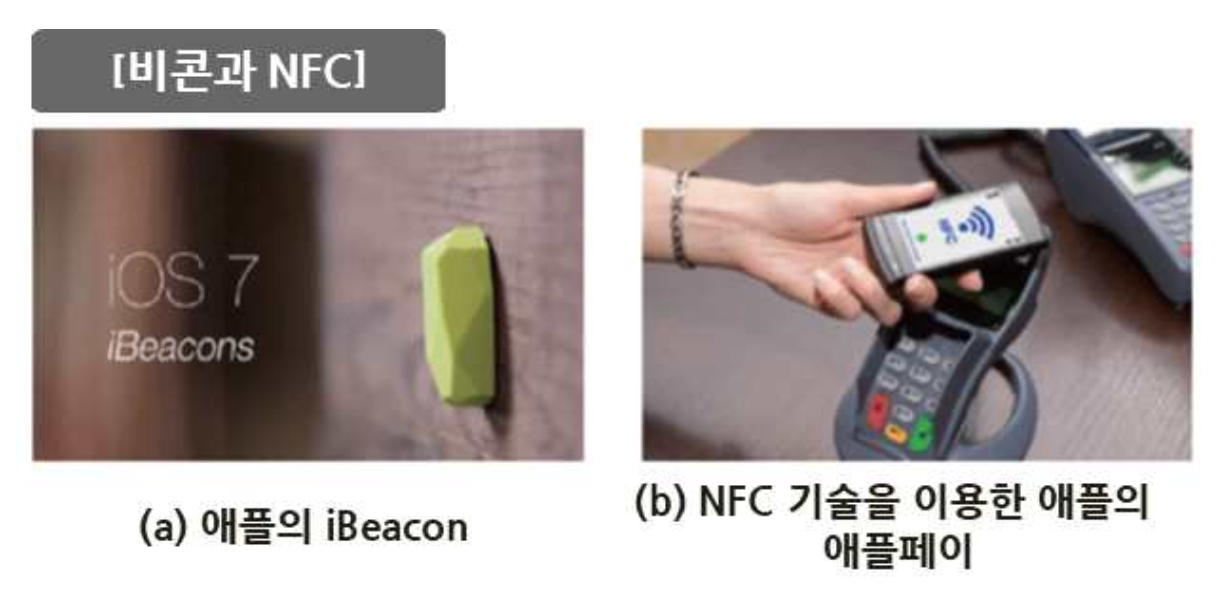 [비콘과 NFC]
iOS 7
iBeacons
NFC
(a) 애플의 iBeacon
(b) NFC 기술을 이용한 애플의
애플페이